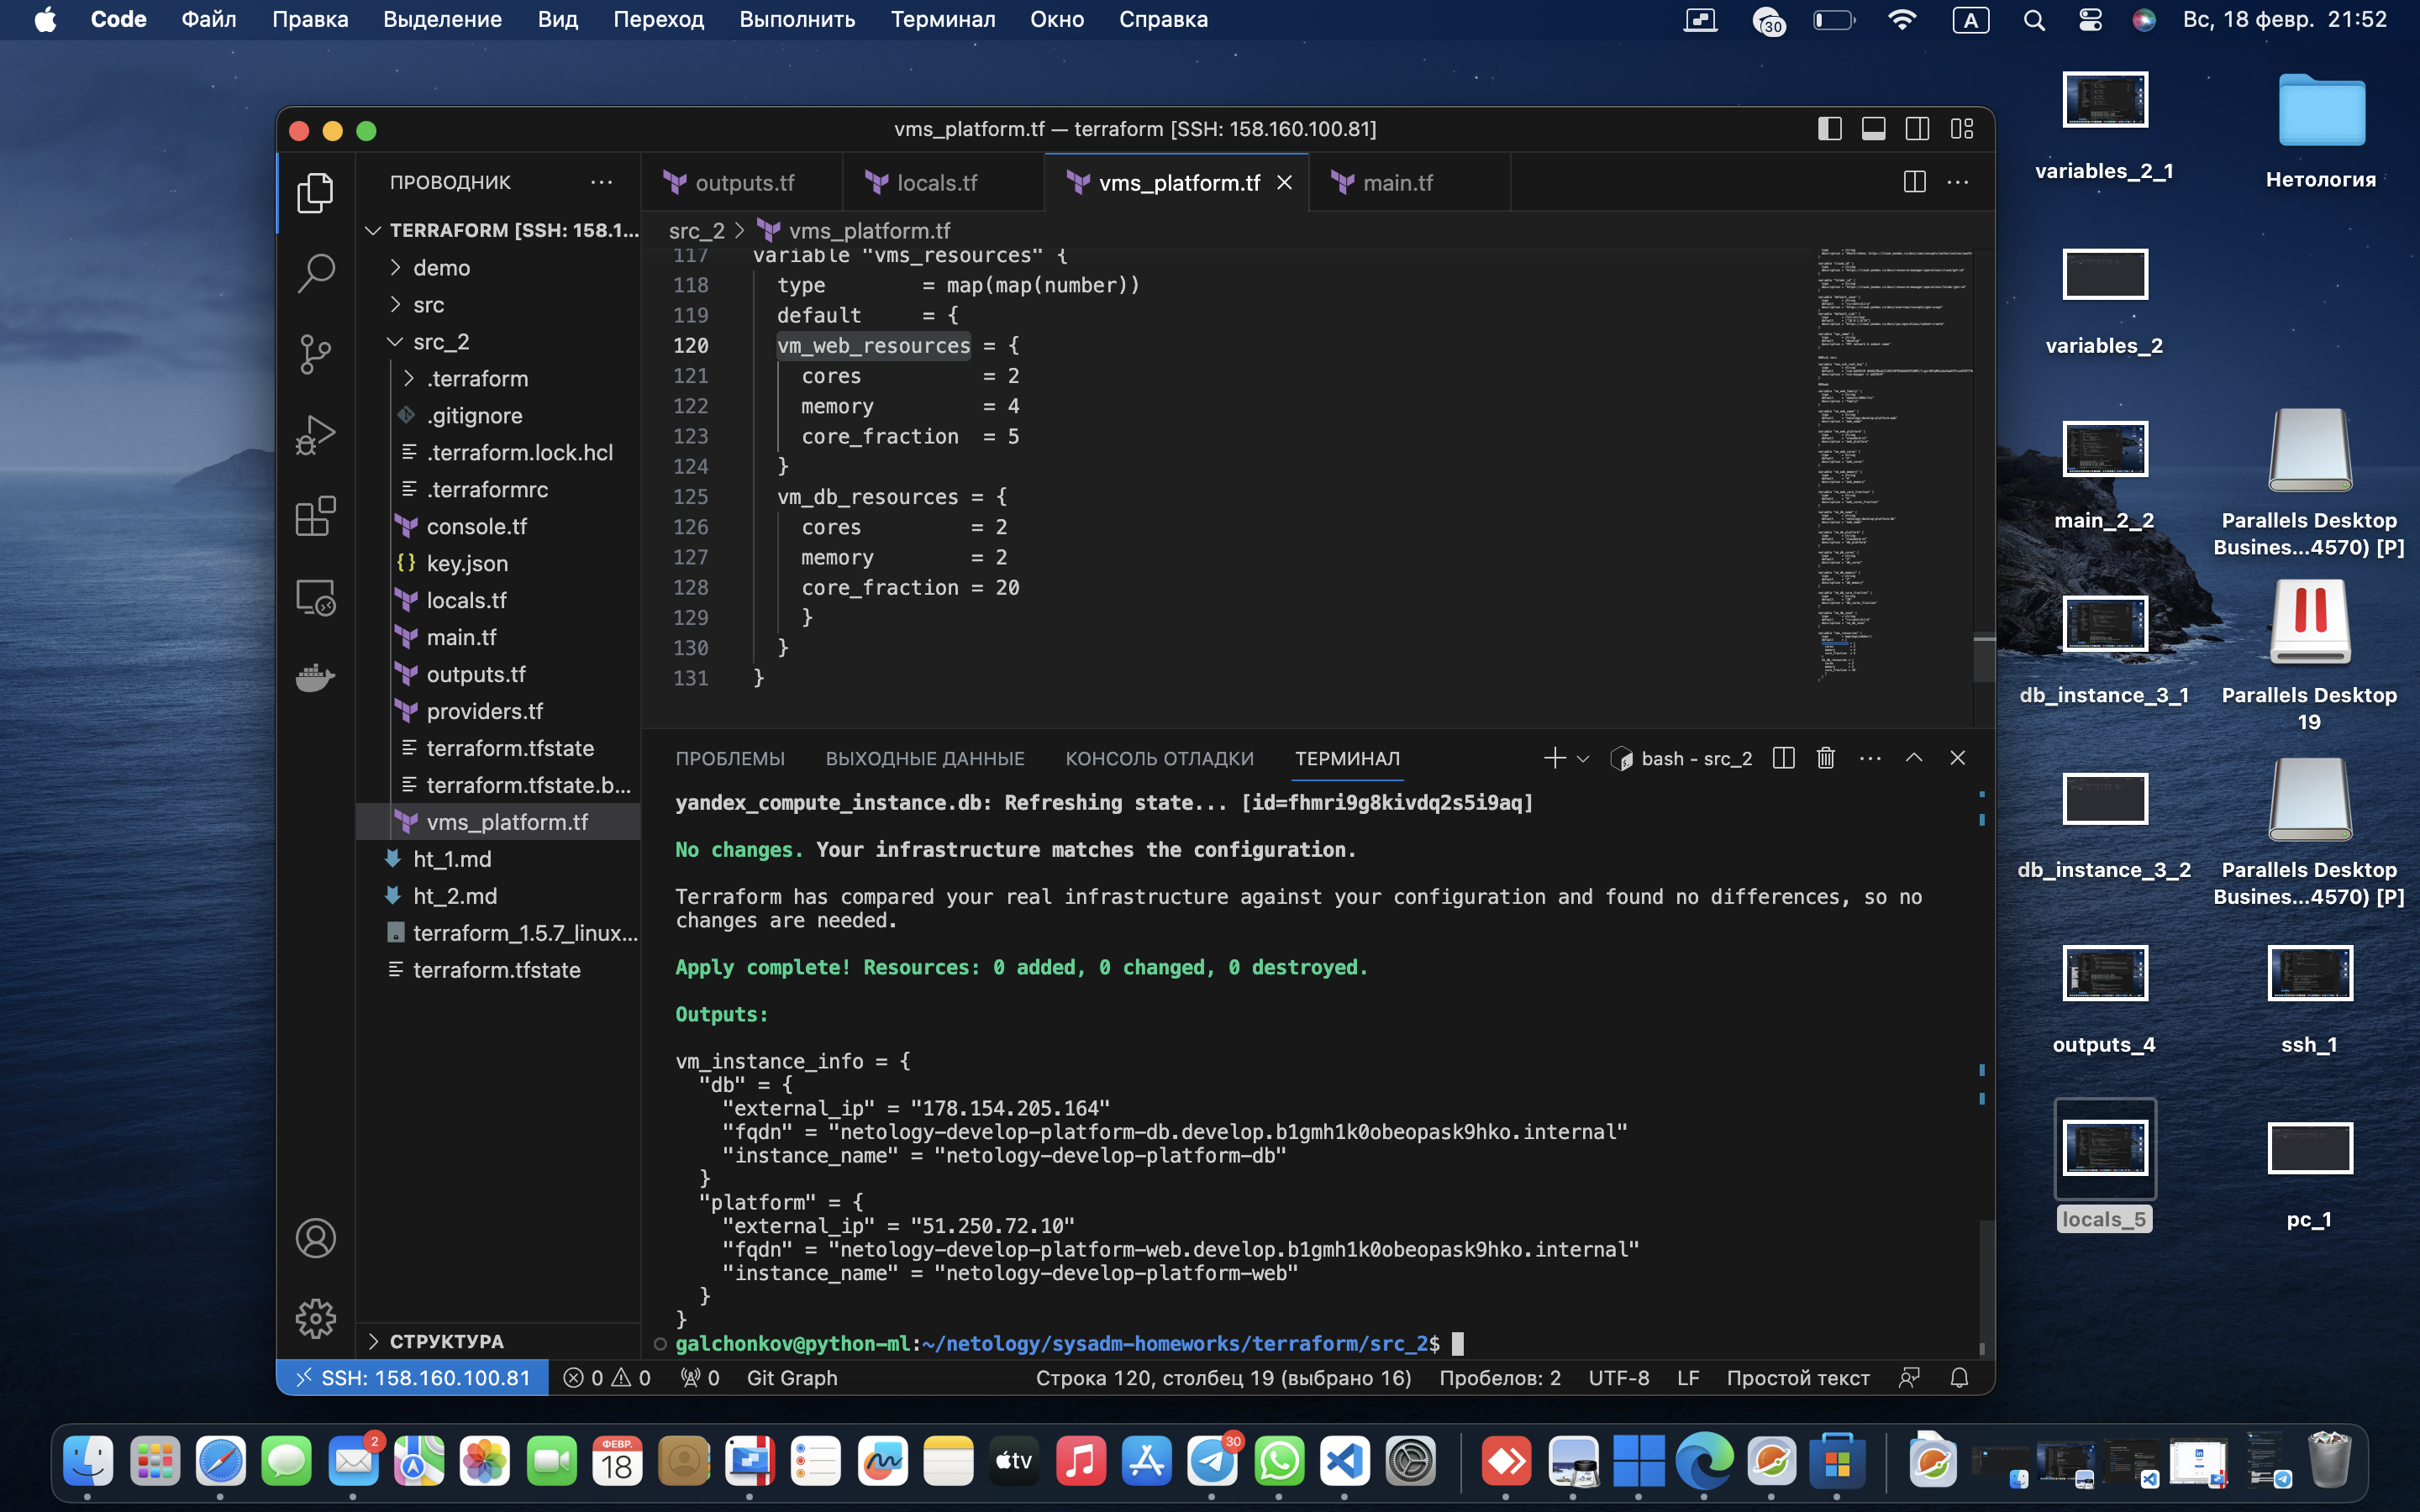 Code Файл Правка Выделение Вид Переход Выполнить Терминал Окно Справка 30 A Вс, 18 февр. 21:52
vms_platform.tf — terraform [SSH: 158.160.100.81]
ПРОВОДНИК
TERRAFORM [SSH: 158.1...
demo
src
src_2
.terraform
.gitignore
.terraform.lock.hcl
.terraformrc
console.tf
{} key.json
locals.tf
main.tf
outputs.tf
providers.tf
terraform.tfstate
terraform.tfstate.b...
vms_platform.tf
ht_1.md
ht_2.md
terraform_1.5.7_linux...
terraform.tfstate
СТРУКТУРА
outputs.tf locals.tf vms_platform.tf main.tf
src_2 > vms_platform.tf
117 variable "vms_resources" {
118 type = map(map(number))
119 default = {
120 vm_web_resources = {
121 cores = 2
122 memory = 4
123 core_fraction = 5
124 }
125 vm_db_resources = {
126 cores = 2
127 memory = 2
128 core_fraction = 20
129 }
130 }
131 }
ПРОБЛЕМЫ ВЫХОДНЫЕ ДАННЫЕ КОНСОЛЬ ОТЛАДКИ ТЕРМИНАЛ bash - src_2
yandex_compute_instance.db: Refreshing state... [id=fhmri9g8kivdq2s5i9aq]
No changes. Your infrastructure matches the configuration.
Terraform has compared your real infrastructure against your configuration and found no differences, so no
changes are needed.
Apply complete! Resources: 0 added, 0 changed, 0 destroyed.
Outputs:
vm_instance_info = {
"db" = {
"external_ip" = "178.154.205.164"
"fqdn" = "netology-develop-platform-db.develop.b1gmh1k0obeopask9hko.internal"
"instance_name" = "netology-develop-platform-db"
}
"platform" = {
"external_ip" = "51.250.72.10"
"fqdn" = "netology-develop-platform-web.develop.b1gmh1k0obeopask9hko.internal"
"instance_name" = "netology-develop-platform-web"
}
}
galchonkov@python-ml:~/netology/sysadm-homeworks/terraform/src_2$
SSH: 158.160.100.81 0 0 0 Git Graph Строка 120, столбец 19 (выбрано 16) Пробелов: 2 UTF-8 LF Простой текст
variables_2_1
Нетология
variables_2
main_2_2
Parallels Desktop
Busines...4570) [P]
db_instance_3_1
Parallels Desktop
19
db_instance_3_2
Parallels Desktop
Busines...4570) [P]
outputs_4
ssh_1
locals_5
pc_1
2
ФЕВР.
18
tv
30